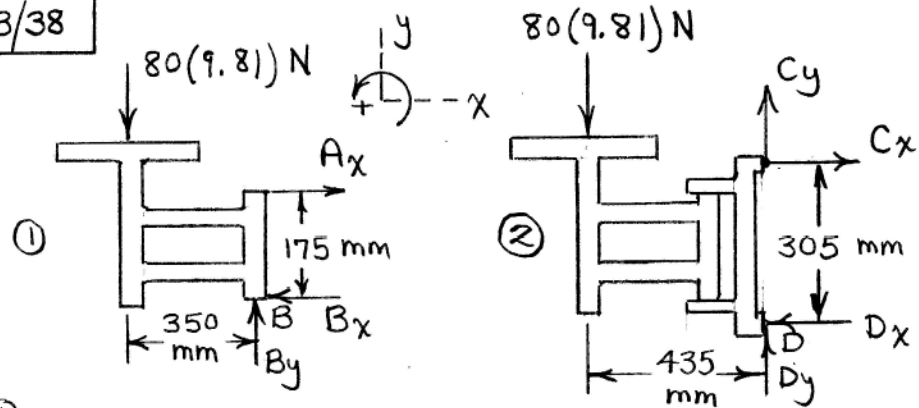 3/38
80(9.81) N
y
+
x
Ax
①
175 mm
350 mm
B
Bx
By
80(9.81) N
Cy
Cx
②
305 mm
D
Dx
435 mm
Dy